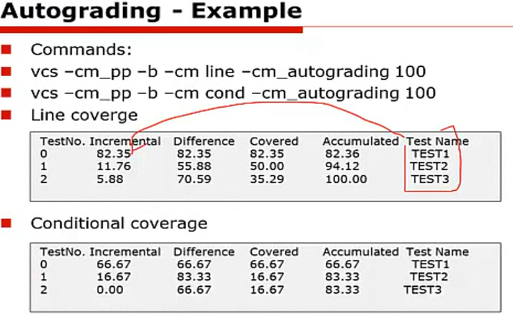 Autograding - Example
Commands:
vcs –cm_pp –b –cm line –cm_autograding 100
vcs –cm_pp –b –cm cond –cm_autograding 100
Line coverge
TestNo. Incremental Difference Covered Accumulated Test Name
0 82.35 82.35 82.35 82.36 TEST1
1 11.76 55.88 50.00 94.12 TEST2
2 5.88 70.59 35.29 100.00 TEST3
Conditional coverage
TestNo. Incremental Difference Covered Accumulated Test Name
0 66.67 66.67 66.67 66.67 TEST1
1 16.67 83.33 16.67 83.33 TEST2
2 0.00 66.67 16.67 83.33 TEST3